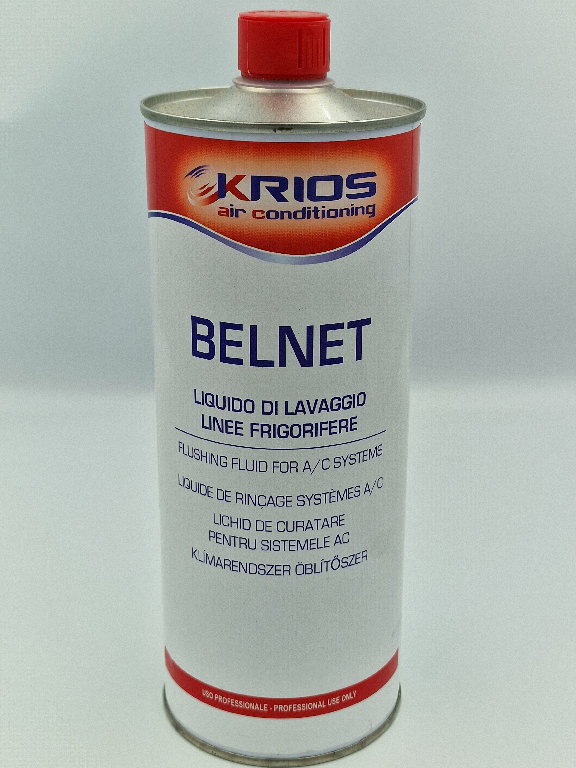 KRIOS
air conditioning
BELNET
LIQUIDO DI LAVAGGIO
LINEE FRIGORIFERE
FLUSHING FLUID FOR A/C SYSTEME
LIQUIDE DE RINÇAGE SYSTÈMES A/C
LICHID DE CURATARE
PENTRU SISTEMELE AC
KLÍMARENDSZER ÖBLÍTŐSZER
USO PROFESSIONALE - PROFESSIONAL USE ONLY